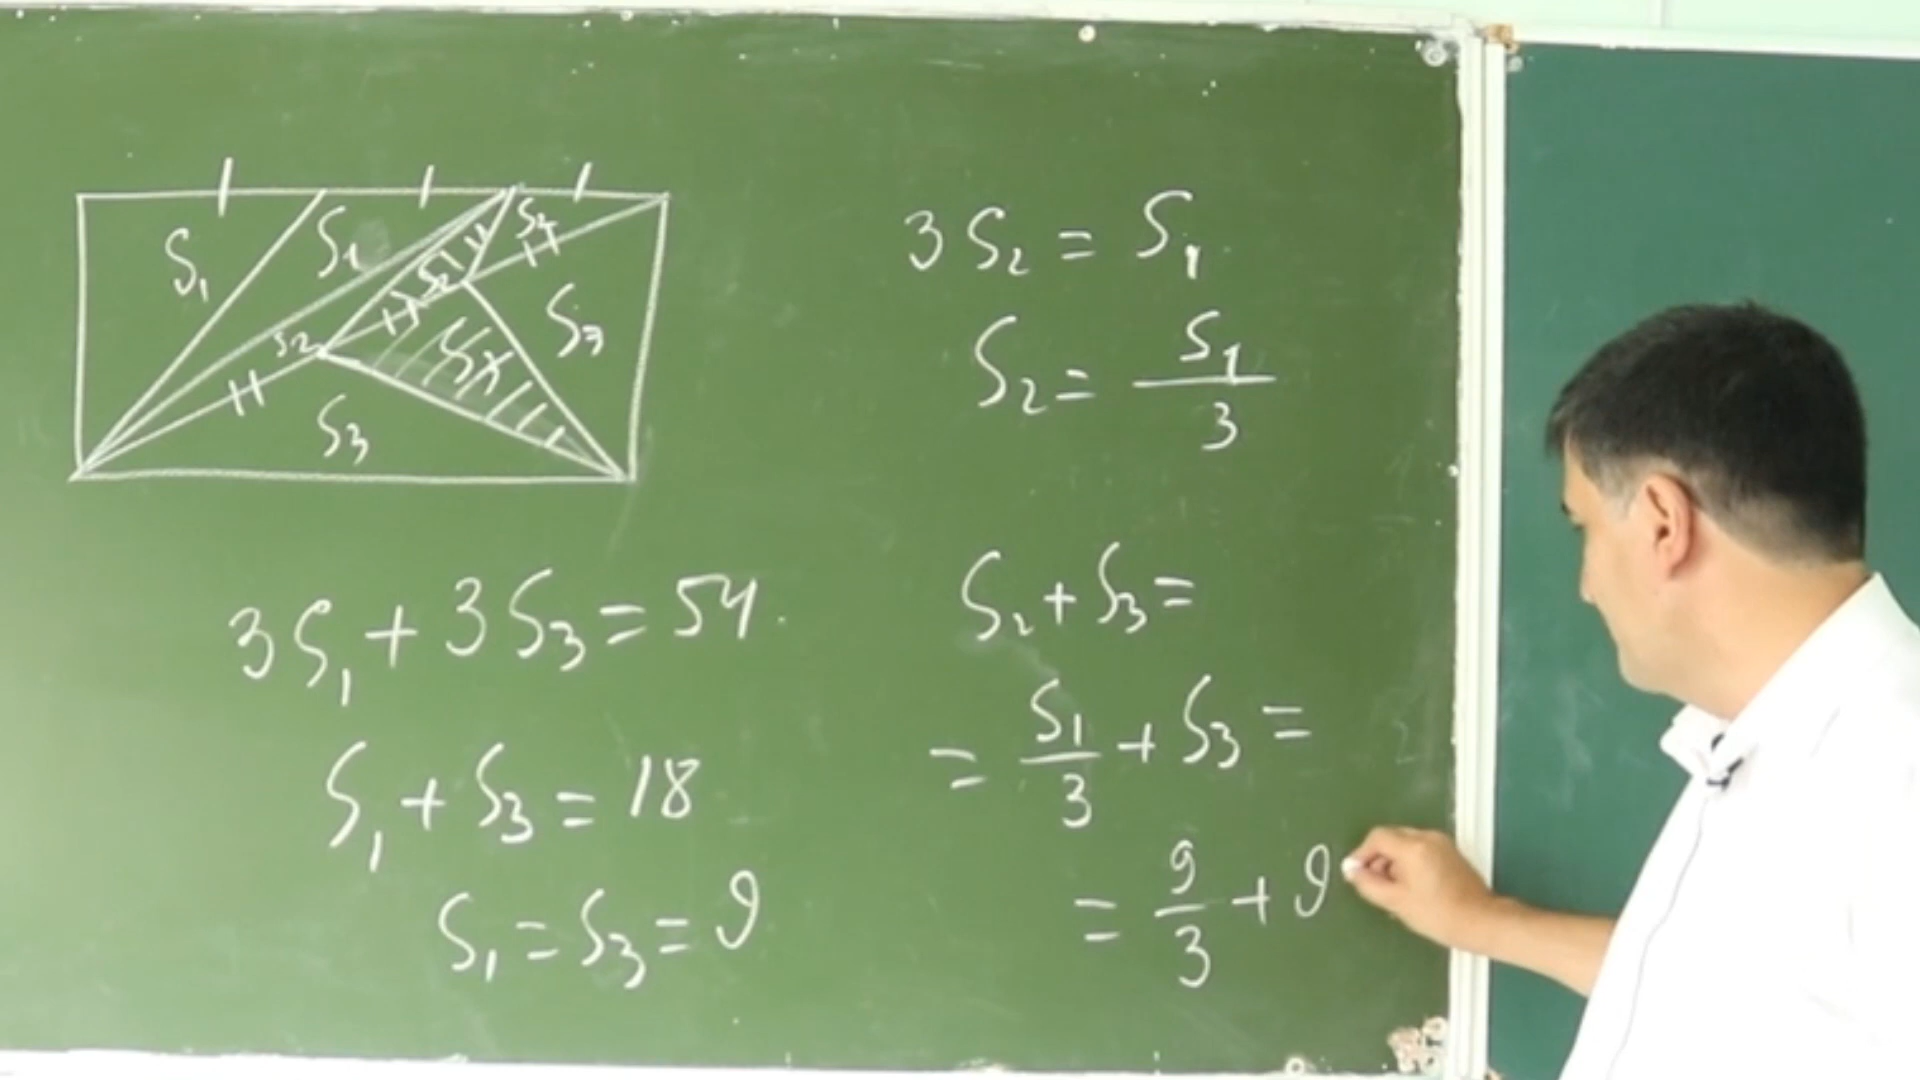 S₁
S₁
S₂
S₂
S₂
S₃
S₃
S₃
3S₁ + 3S₃ = 54.
S₁ + S₃ = 18
S₁ = S₃ = 9
3S₂ = S₁
S₂ = S₁/3
S₂ + S₃ =
= S₁/3 + S₃ =
= 9/3 + 9